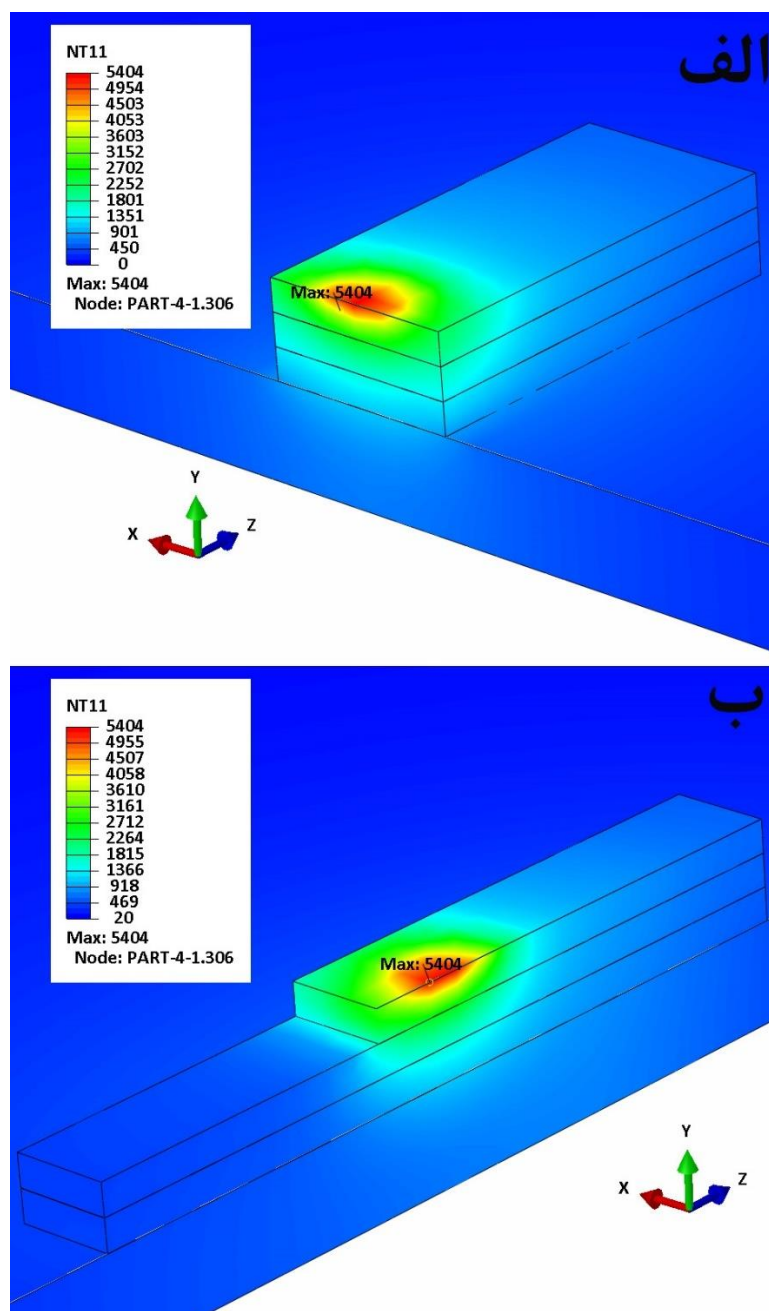 الف
NT11
5404
4954
4503
4053
3603
3152
2702
2252
1801
1351
901
450
0
Max: 5404
Node: PART-4-1.306
Max: 5404
Y
X
Z
ب
NT11
5404
4955
4507
4058
3610
3161
2712
2264
1815
1366
918
469
20
Max: 5404
Node: PART-4-1.306
Max: 5404
Y
X
Z